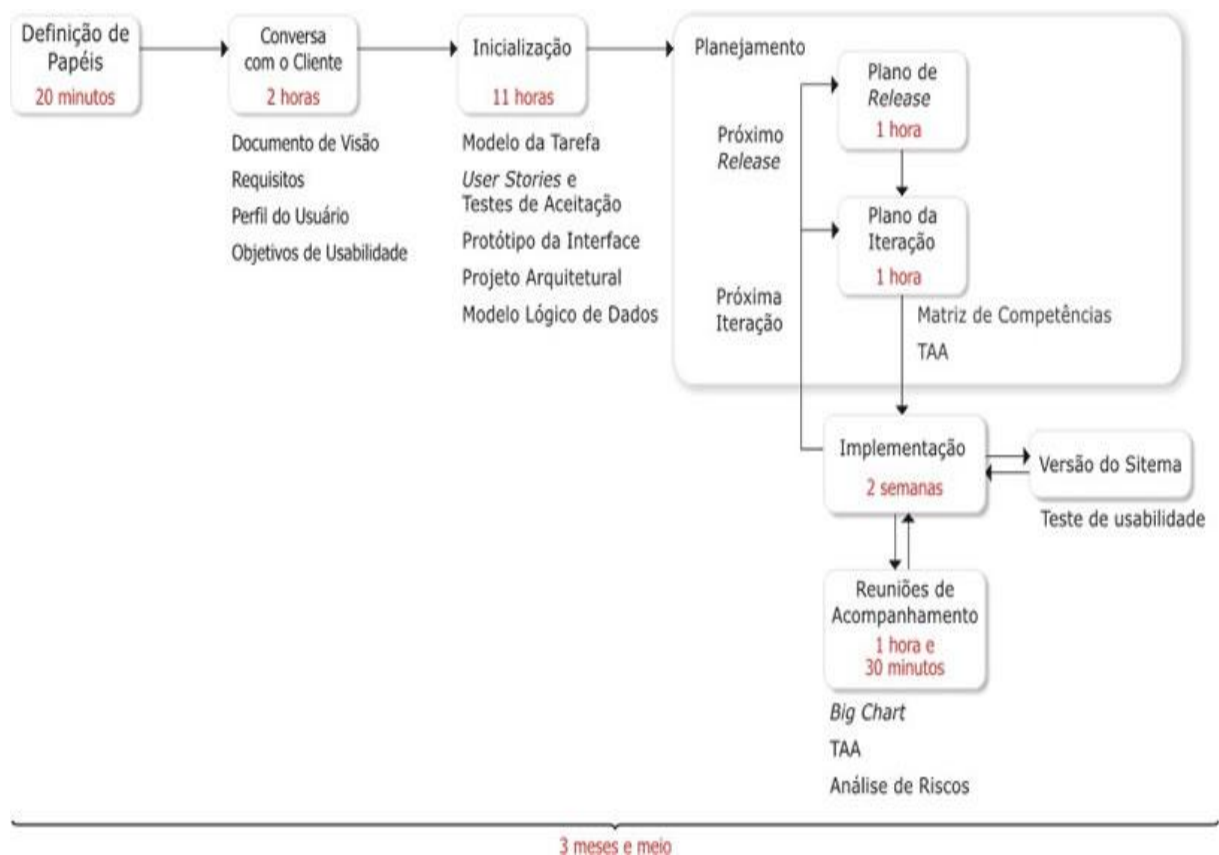 Definição de
Papéis
20 minutos
Conversa
com o Cliente
2 horas
Documento de Visão
Requisitos
Perfil do Usuário
Objetivos de Usabilidade
Inicialização
11 horas
Modelo da Tarefa
User Stories e
Testes de Aceitação
Protótipo da Interface
Projeto Arquitetural
Modelo Lógico de Dados
Planejamento
Plano de
Release
1 hora
Próximo
Release
Plano da
Iteração
1 hora
Próxima
Iteração
Matriz de Competências
TAA
Implementação
2 semanas
Versão do Sitema
Teste de usabilidade
Reuniões de
Acompanhamento
1 hora e
30 minutos
Big Chart
TAA
Análise de Riscos
3 meses e meio